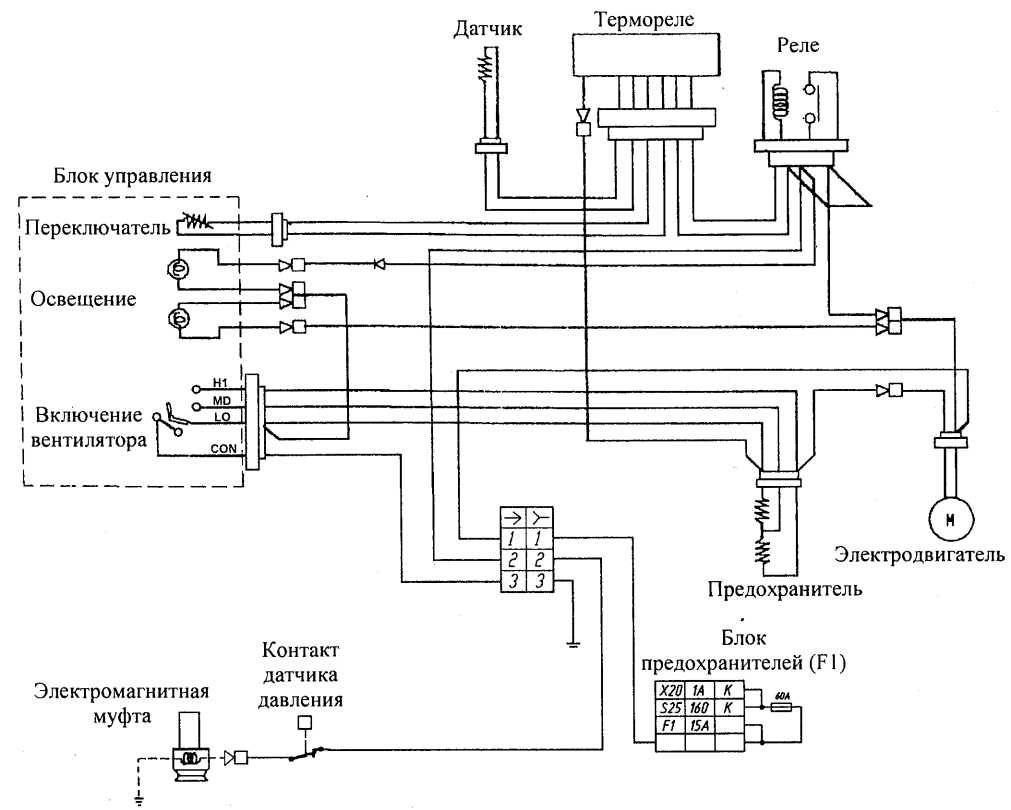 Датчик
Термореле
Реле
Блок управления
Переключатель
Освещение
Включение
вентилятора
H1
MD
LO
CON
M
Электродвигатель
Предохранитель
1 1
2 2
3 3
Блок
предохранителей (F1)
X20 1A K
S25 160 K
F1 15A
60A
Контакт
датчика
давления
Электромагнитная
муфта